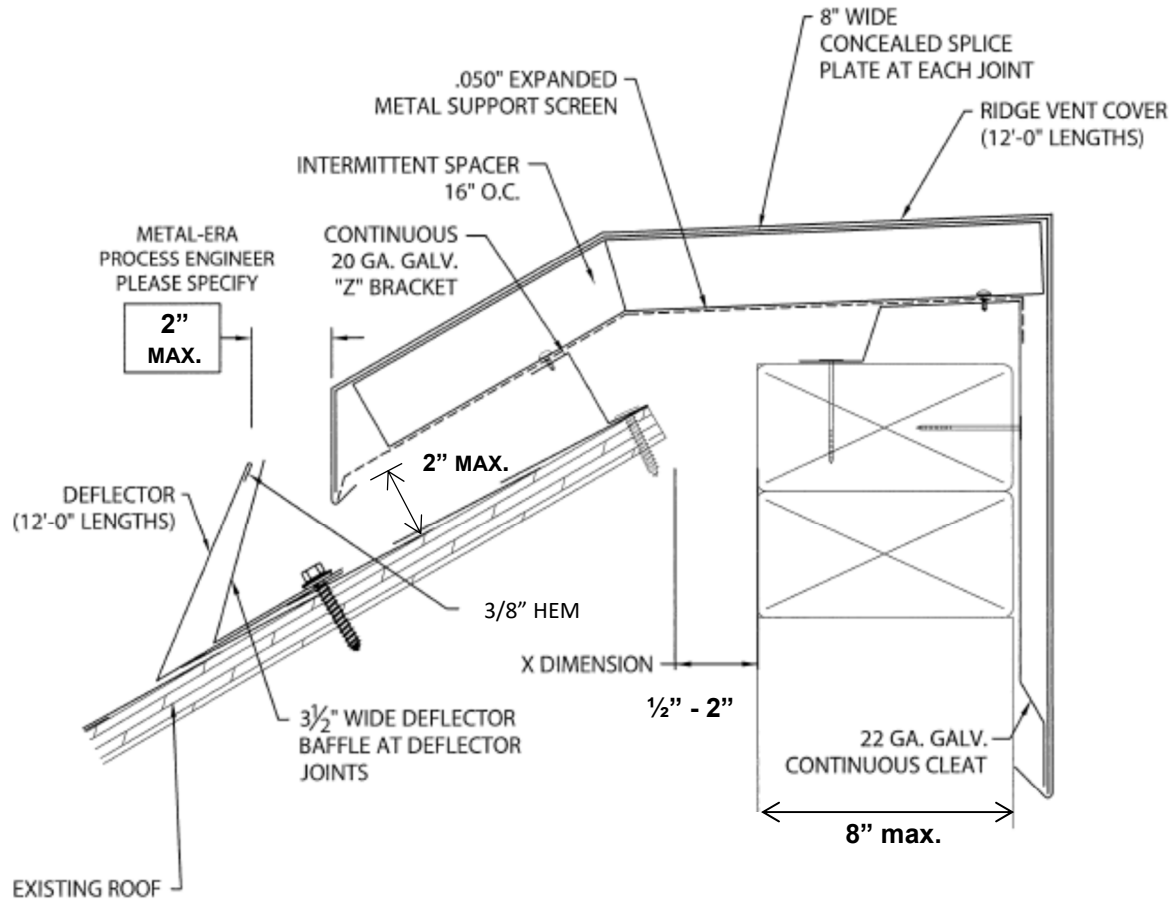 8" WIDE
CONCEALED SPLICE
PLATE AT EACH JOINT
.050" EXPANDED
METAL SUPPORT SCREEN
RIDGE VENT COVER
(12'-0" LENGTHS)
INTERMITTENT SPACER
16" O.C.
METAL-ERA
PROCESS ENGINEER
PLEASE SPECIFY
CONTINUOUS
20 GA. GALV.
"Z" BRACKET
2”
MAX.
2” MAX.
DEFLECTOR
(12'-0" LENGTHS)
3/8” HEM
X DIMENSION
½” - 2”
3½" WIDE DEFLECTOR
BAFFLE AT DEFLECTOR
JOINTS
22 GA. GALV.
CONTINUOUS CLEAT
8” max.
EXISTING ROOF